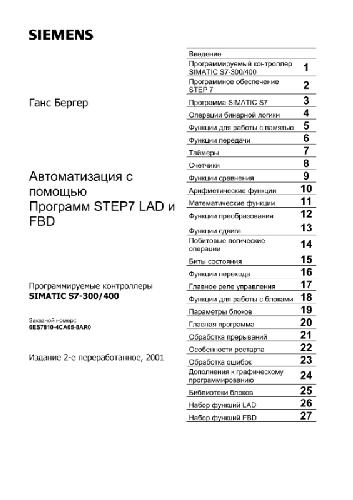 SIEMENS
Ганс Бергер
Автоматизация с
помощью
Программ STEP7 LAD и
FBD
Программируемые контроллеры
SIMATIC S7-300/400
Заказной номер:
6ES7810-4CA05-8AR0
Издание 2-е переработанное, 2001
Введение
Программируемый контроллер
SIMATIC S7-300/400 1
Программное обеспечение
STEP 7 2
Программа SIMATIC S7 3
Операции бинарной логики 4
Функции для работы с памятью 5
Функции передачи 6
Таймеры 7
Счетчики 8
Функции сравнения 9
Арифметические функции 10
Математические функции 11
Функции преобразования 12
Функции сдвига 13
Побитовые логические
операции 14
Биты состояния 15
Функции перехода 16
Главное реле управления 17
Функции для работы с блоками 18
Параметры блоков 19
Главная программа 20
Обработка прерываний 21
Особенности рестарта 22
Обработка ошибок 23
Дополнения к графическому
программированию 24
Библиотеки блоков 25
Набор функций LAD 26
Набор функций FBD 27